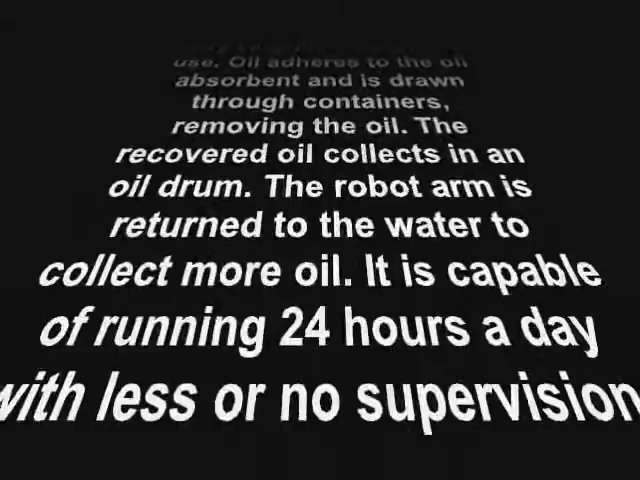 use. Oil adheres to the oil
absorbent and is drawn
through containers,
removing the oil. The
recovered oil collects in an
oil drum. The robot arm is
returned to the water to
collect more oil. It is capable
of running 24 hours a day
with less or no supervision